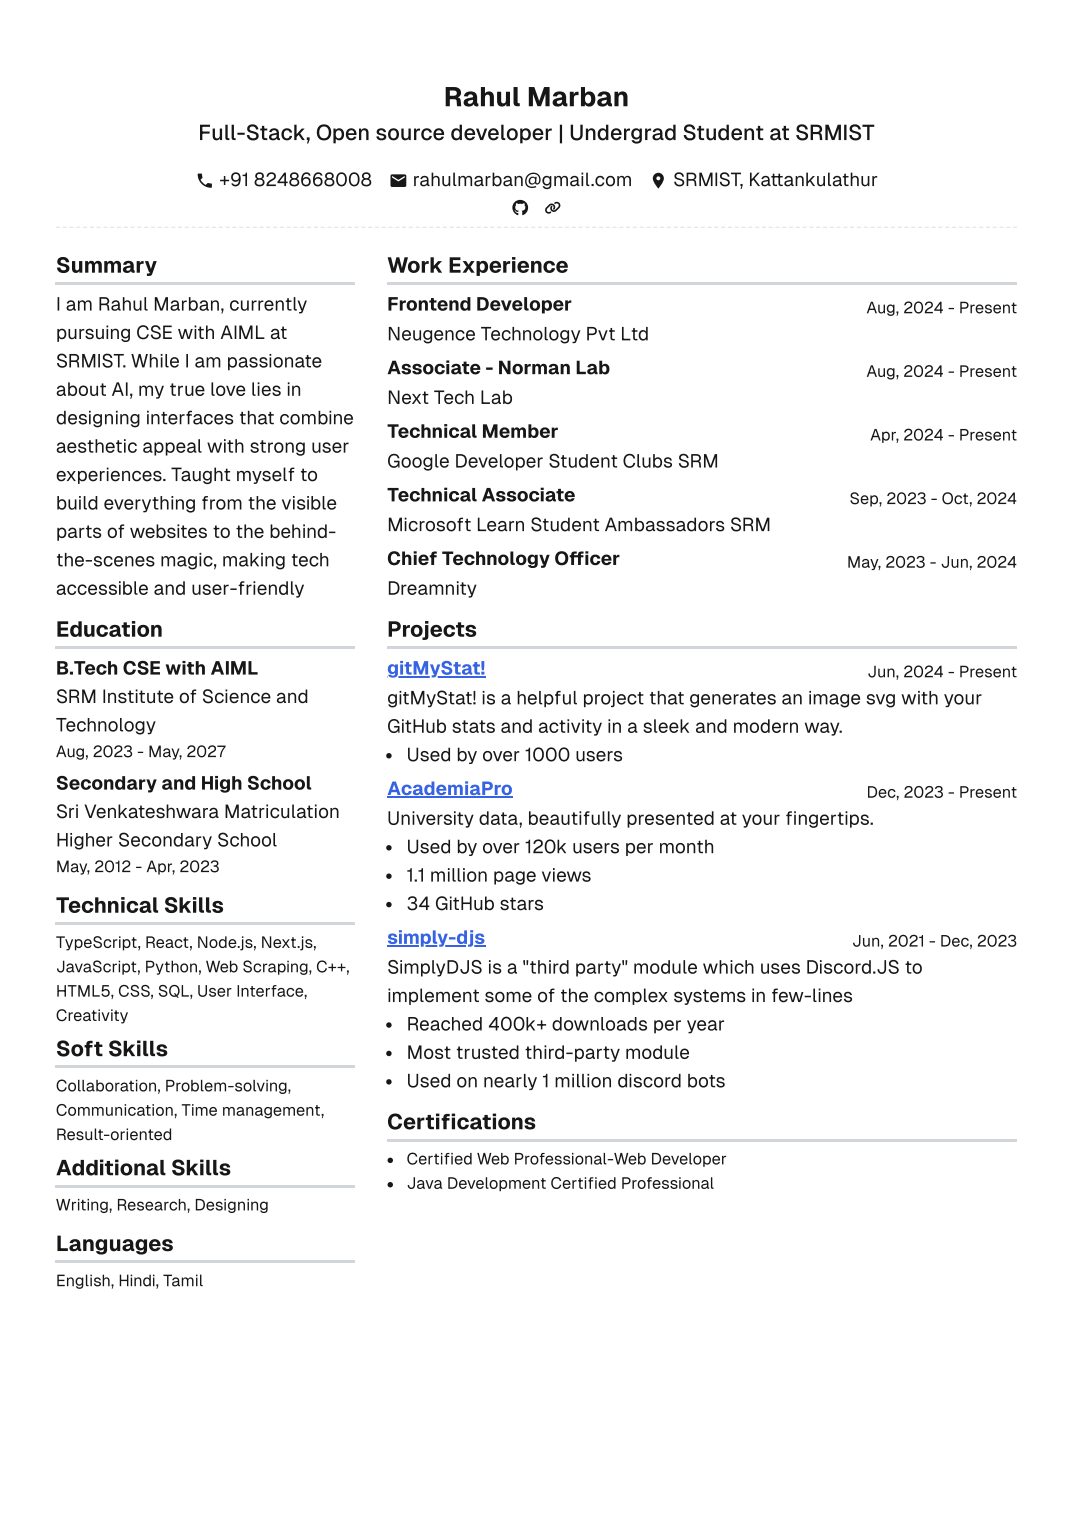 Rahul Marban
Full-Stack, Open source developer | Undergrad Student at SRMIST
+91 8248668008 rahulmarban@gmail.com SRMIST, Kattankulathur
Summary
I am Rahul Marban, currently
pursuing CSE with AIML at
SRMIST. While I am passionate
about AI, my true love lies in
designing interfaces that combine
aesthetic appeal with strong user
experiences. Taught myself to
build everything from the visible
parts of websites to the behind-
the-scenes magic, making tech
accessible and user-friendly
Education
B.Tech CSE with AIML
SRM Institute of Science and
Technology
Aug, 2023 - May, 2027
Secondary and High School
Sri Venkateshwara Matriculation
Higher Secondary School
May, 2012 - Apr, 2023
Technical Skills
TypeScript, React, Node.js, Next.js,
JavaScript, Python, Web Scraping, C++,
HTML5, CSS, SQL, User Interface,
Creativity
Soft Skills
Collaboration, Problem-solving,
Communication, Time management,
Result-oriented
Additional Skills
Writing, Research, Designing
Languages
English, Hindi, Tamil
Work Experience
Frontend Developer Aug, 2024 - Present
Neugence Technology Pvt Ltd
Associate - Norman Lab Aug, 2024 - Present
Next Tech Lab
Technical Member Apr, 2024 - Present
Google Developer Student Clubs SRM
Technical Associate Sep, 2023 - Oct, 2024
Microsoft Learn Student Ambassadors SRM
Chief Technology Officer May, 2023 - Jun, 2024
Dreamnity
Projects
gitMyStat! Jun, 2024 - Present
gitMyStat! is a helpful project that generates an image svg with your
GitHub stats and activity in a sleek and modern way.
• Used by over 1000 users
AcademiaPro Dec, 2023 - Present
University data, beautifully presented at your fingertips.
• Used by over 120k users per month
• 1.1 million page views
• 34 GitHub stars
simply-djs Jun, 2021 - Dec, 2023
SimplyDJS is a "third party" module which uses Discord.JS to
implement some of the complex systems in few-lines
• Reached 400k+ downloads per year
• Most trusted third-party module
• Used on nearly 1 million discord bots
Certifications
• Certified Web Professional-Web Developer
• Java Development Certified Professional